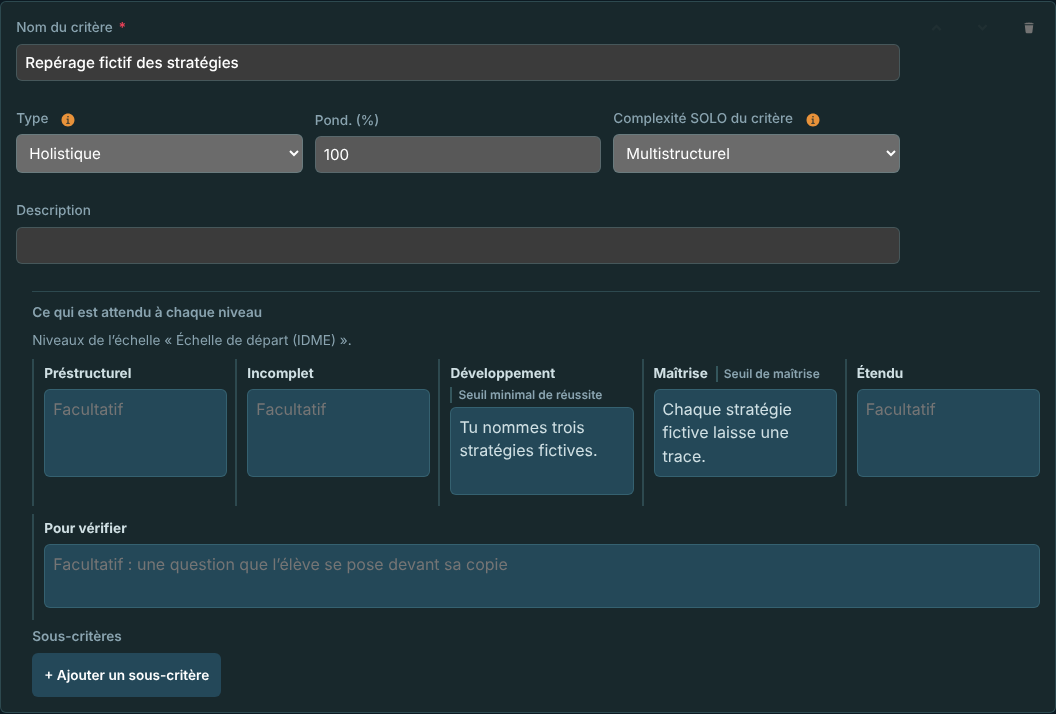 Nom du critère *
Repérage fictif des stratégies
Type
Pond. (%)
Complexité SOLO du critère
Holistique
100
Multistructurel
Description
Ce qui est attendu à chaque niveau
Niveaux de l’échelle « Échelle de départ (IDME) ».
Préstructurel
Facultatif
Incomplet
Facultatif
Développement
Seuil minimal de réussite
Tu nommes trois
stratégies fictives.
Maîtrise
Seuil de maîtrise
Chaque stratégie
fictive laisse une
trace.
Étendu
Facultatif
Pour vérifier
Facultatif : une question que l’élève se pose devant sa copie
Sous-critères
+ Ajouter un sous-critère